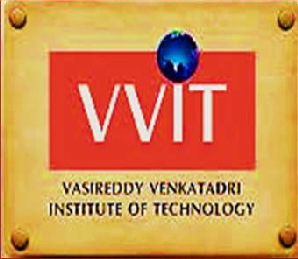 VVIT
VASIREDDY VENKATADRI
INSTITUTE OF TECHNOLOGY